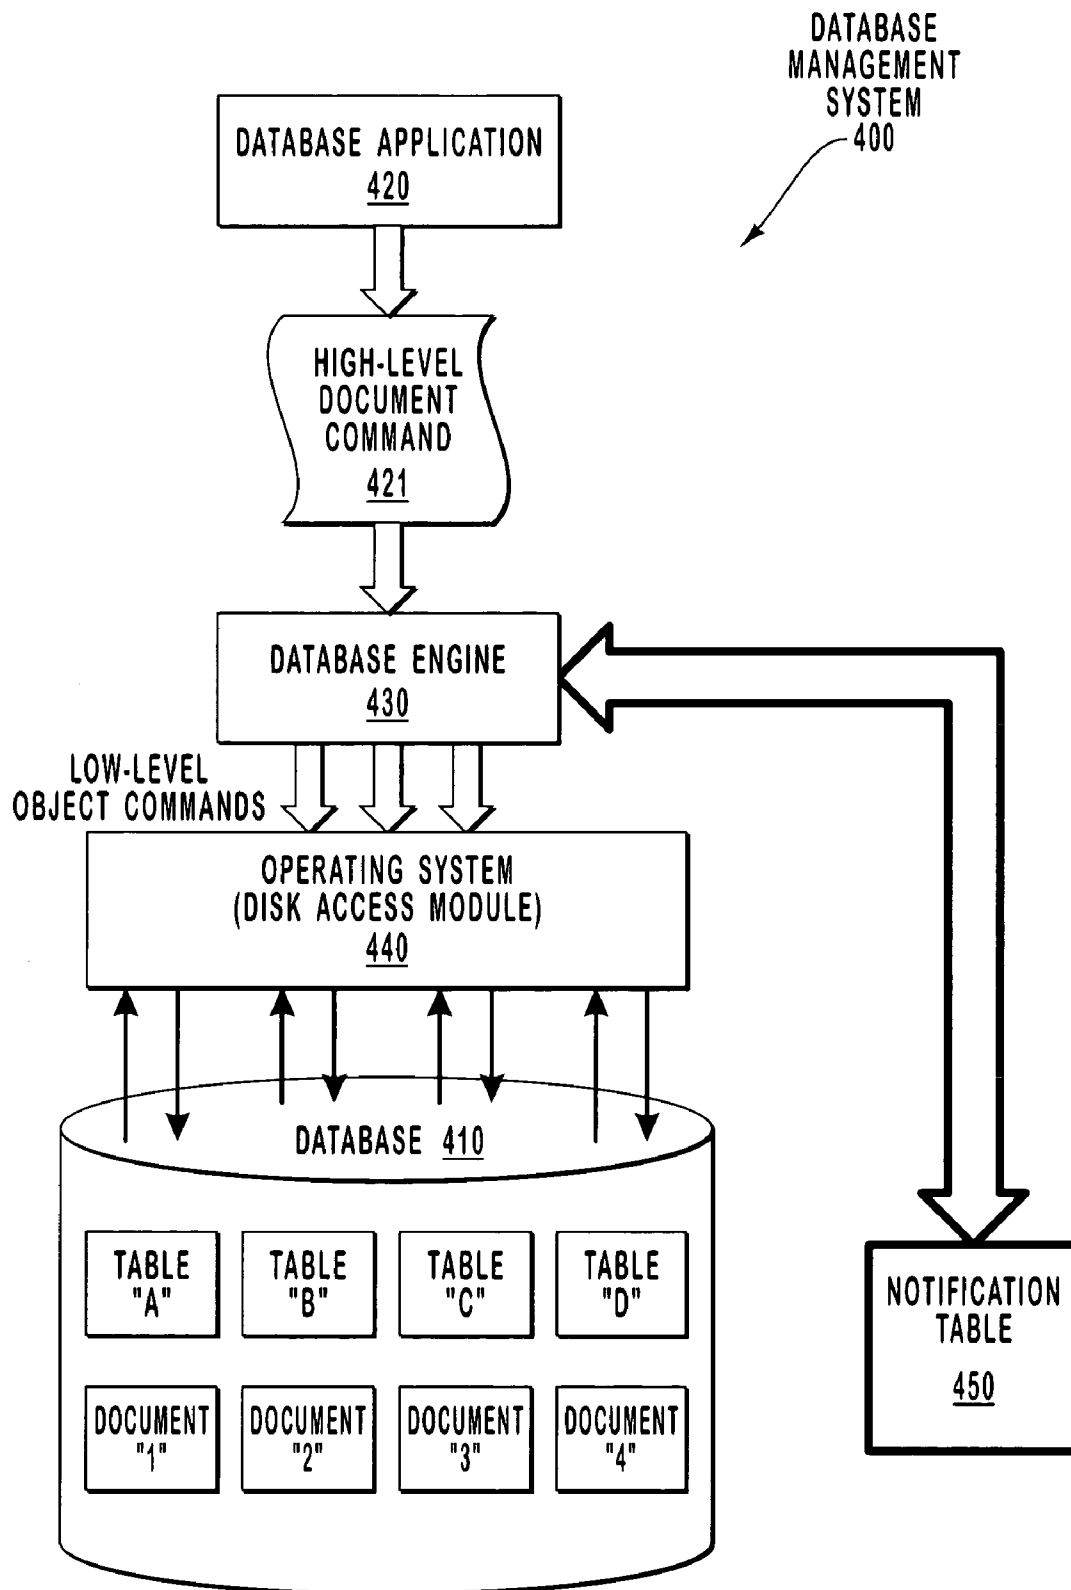 DATABASE
MANAGEMENT
SYSTEM
400
DATABASE APPLICATION
420
HIGH-LEVEL
DOCUMENT
COMMAND
421
DATABASE ENGINE
430
LOW-LEVEL
OBJECT COMMANDS
OPERATING SYSTEM
(DISK ACCESS MODULE)
440
DATABASE 410
TABLE
"A"
TABLE
"B"
TABLE
"C"
TABLE
"D"
DOCUMENT
"1"
DOCUMENT
"2"
DOCUMENT
"3"
DOCUMENT
"4"
NOTIFICATION
TABLE
450